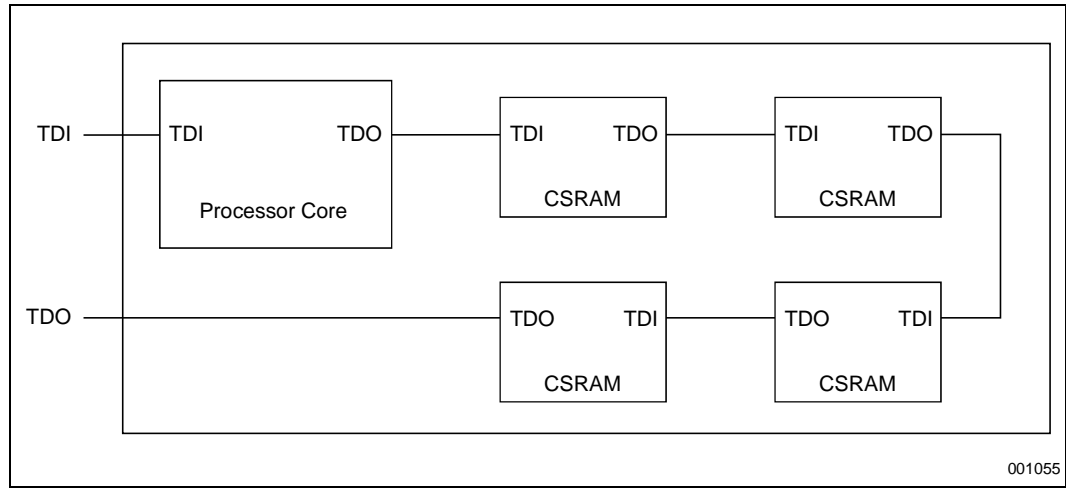 TDI
TDI TDO
Processor Core
TDI TDO
CSRAM
TDI TDO
CSRAM
TDO
TDO TDI
CSRAM
TDO TDI
CSRAM
001055